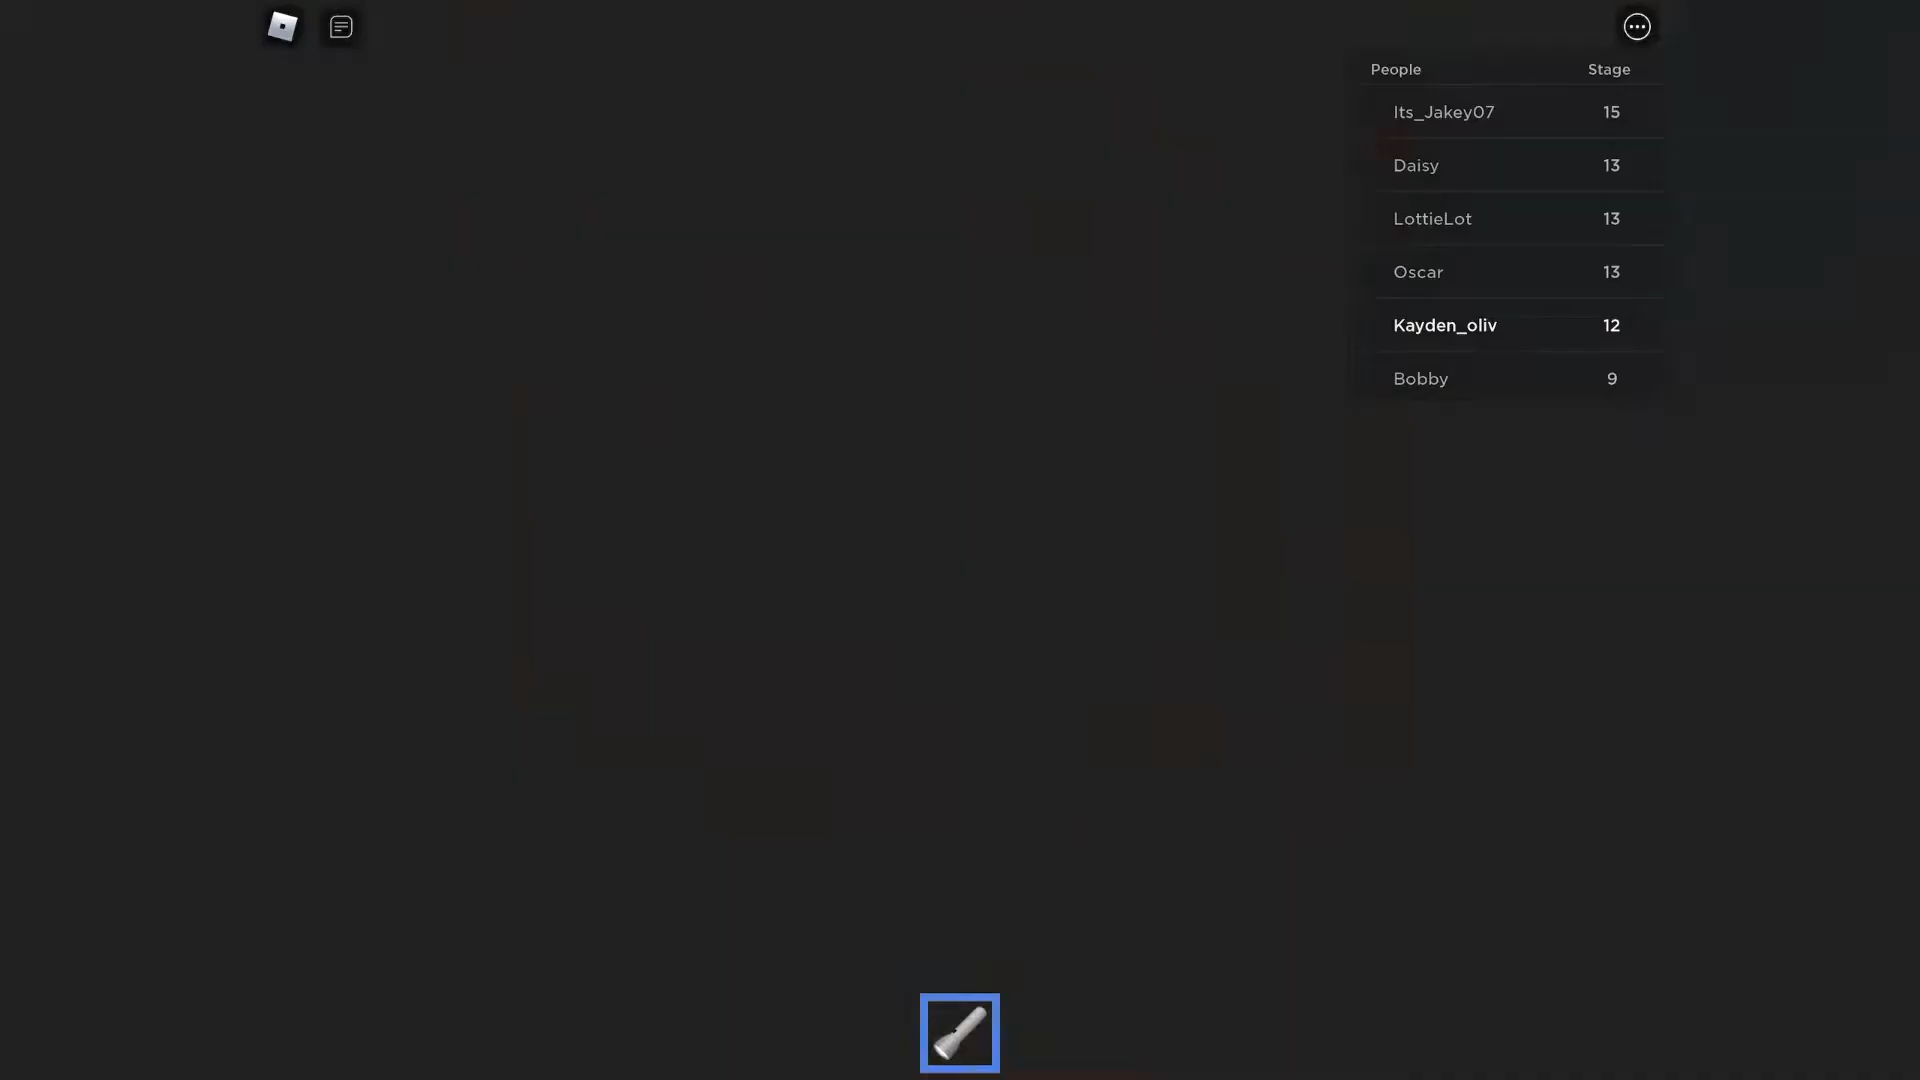 People Stage
Its_Jakey07 15
Daisy 13
LottieLot 13
Oscar 13
Kayden_oliv 12
Bobby 9